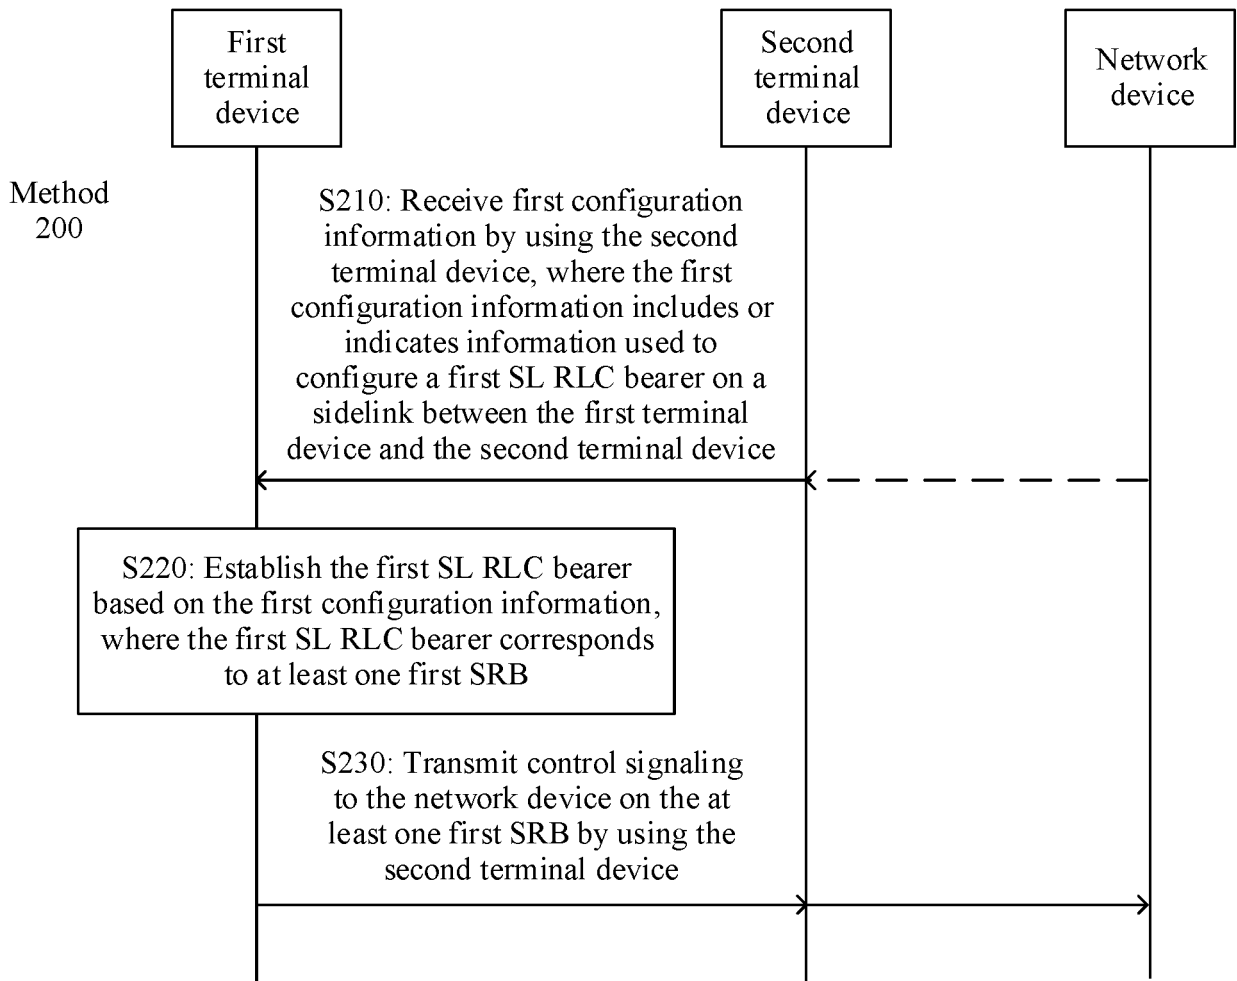 First
terminal
device
Second
terminal
device
Network
device
Method
200
S210: Receive first configuration
information by using the second
terminal device, where the first
configuration information includes or
indicates information used to
configure a first SL RLC bearer on a
sidelink between the first terminal
device and the second terminal device
S220: Establish the first SL RLC bearer
based on the first configuration information,
where the first SL RLC bearer corresponds
to at least one first SRB
S230: Transmit control signaling
to the network device on the at
least one first SRB by using the
second terminal device